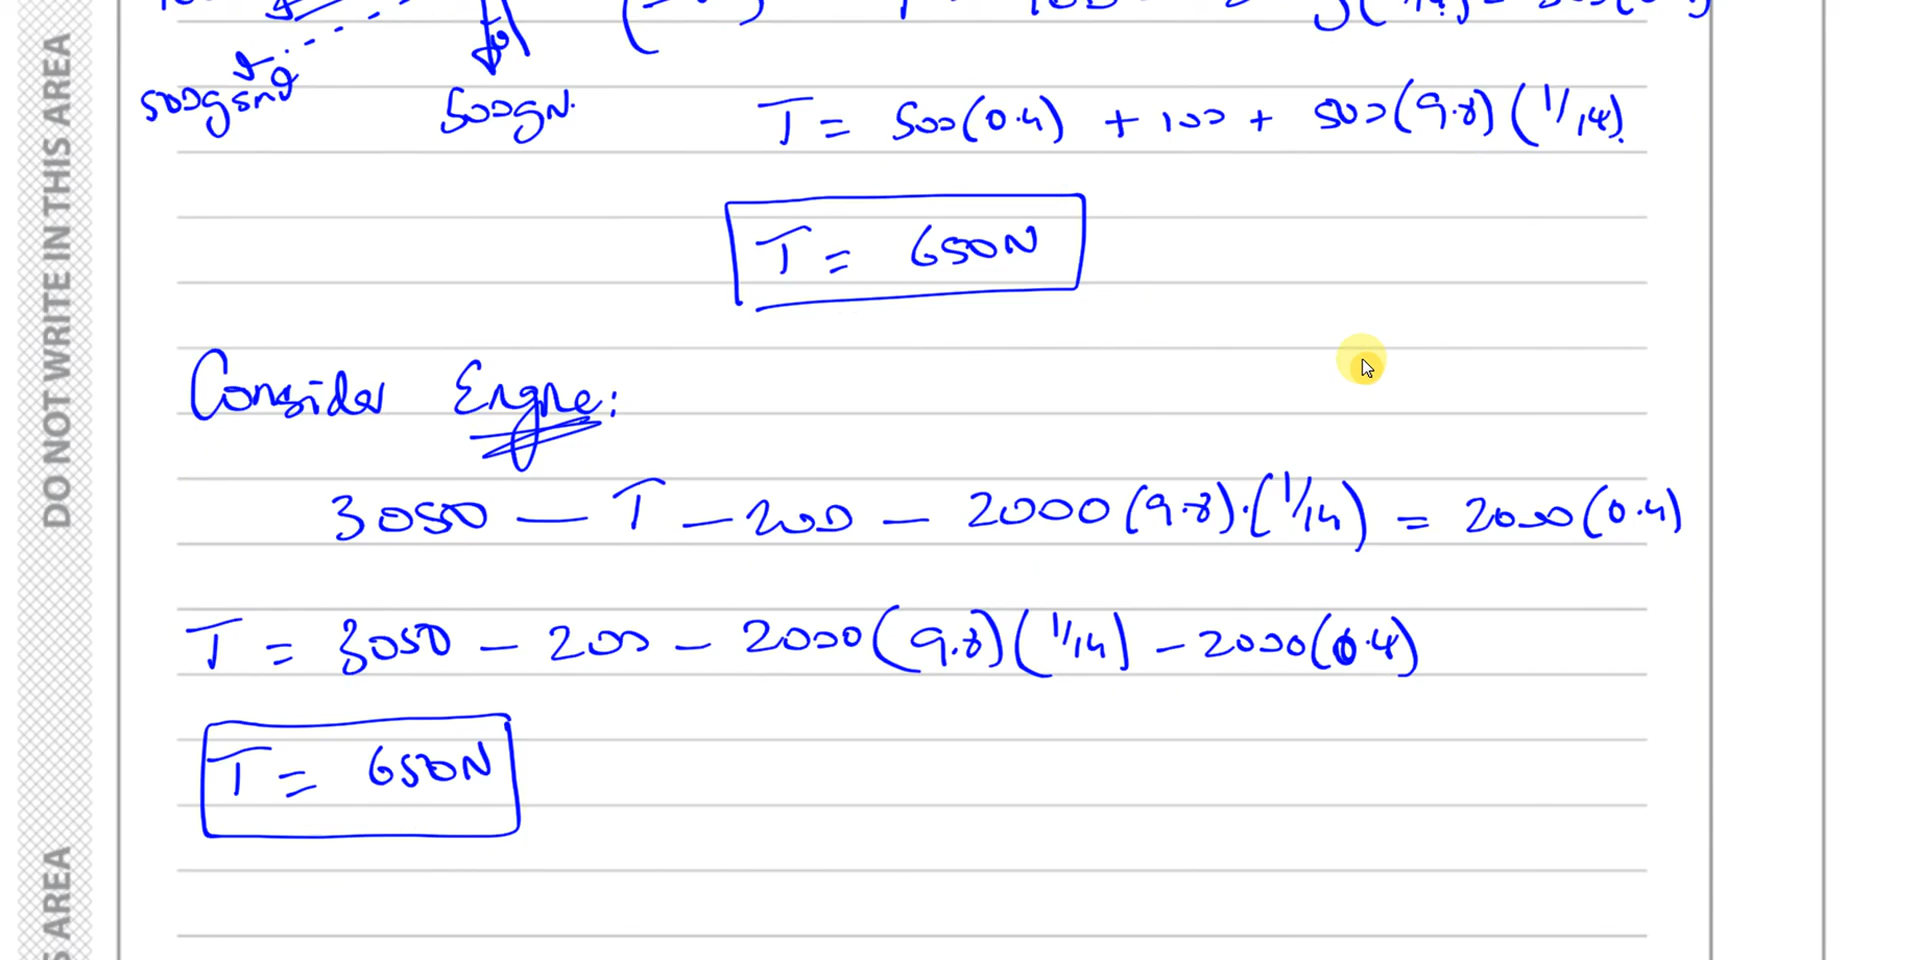 DO NOT WRITE IN THIS AREA
500g sinθ
500gN.
T = 500(0.4) + 100 + 500(9.8)(1/14).
T = 650N
Consider Engine:
3050 - T - 200 - 2000(9.8).(1/14) = 2000(0.4)
T = 3050 - 200 - 2000(9.8)(1/14) - 2000(0.4)
T = 650N
S AREA